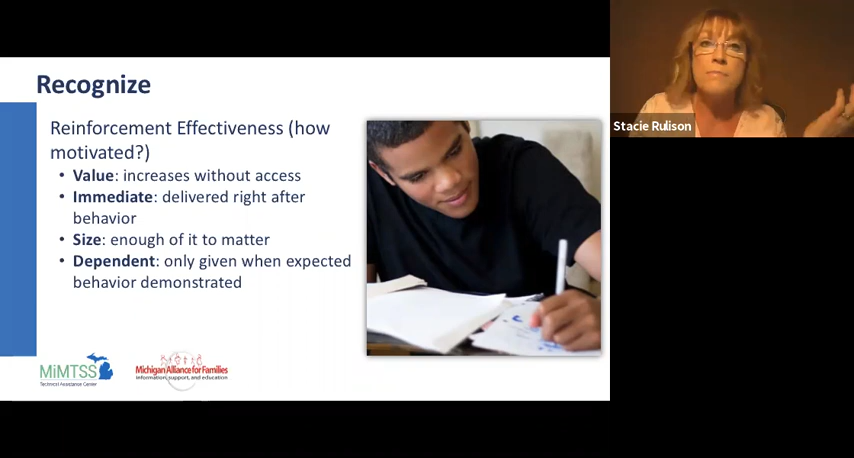 Recognize
Reinforcement Effectiveness (how
motivated?)
• Value: increases without access
• Immediate: delivered right after
behavior
• Size: enough of it to matter
• Dependent: only given when expected
behavior demonstrated
MiMTSS
Technical Assistance Center
Michigan Alliance for Families
information, support, and education
Stacie Rulison